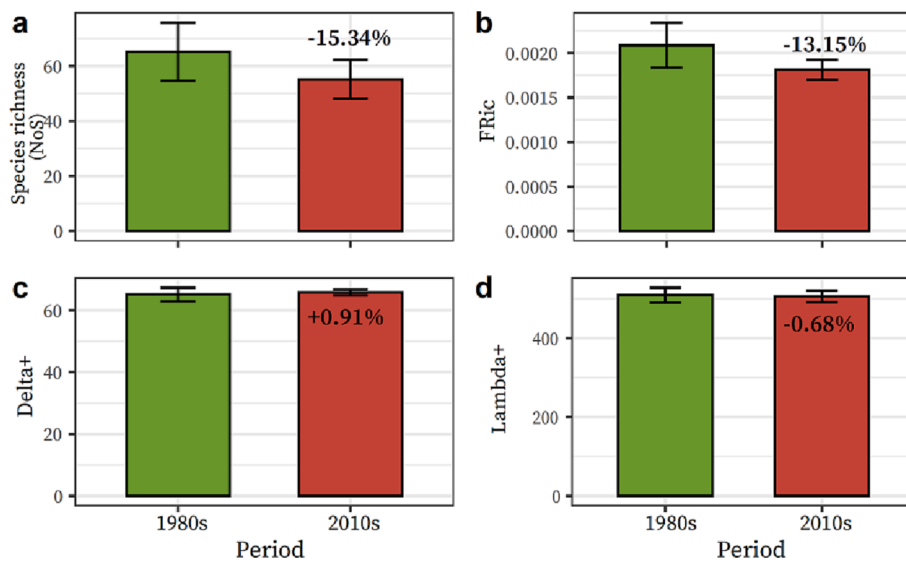 a
Species richness
(NoS)
60
40
20
0
-15.34%
b
FRic
0.0020
0.0015
0.0010
0.0005
0.0000
-13.15%
c
Delta+
60
40
20
0
+0.91%
1980s 2010s
Period
d
Lambda+
400
200
0
-0.68%
1980s 2010s
Period